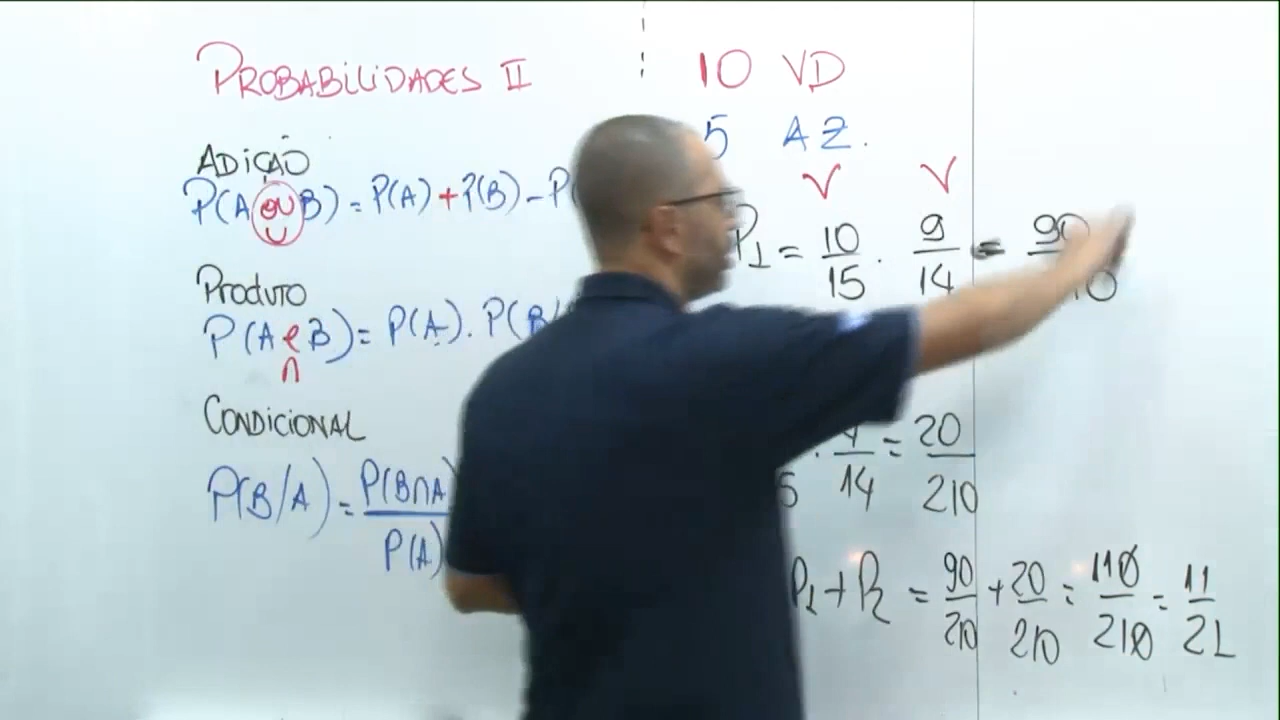 PROBABILIDADES II
ADIÇÃO
P(A OU B) = P(A) + P(B) - P(
U
PRODUTO
P(A e B) = P(A) . P(B/
∩
CONDICIONAL
P(B/A) = P(B∩A)
P(A)
10 VD
5 AZ.
V V
P1 = 10/15 . 9/14 = 90/
. 4/14 = 20/210
P1 + P2 = 90/210 + 20/210 = 110/210 = 11/21